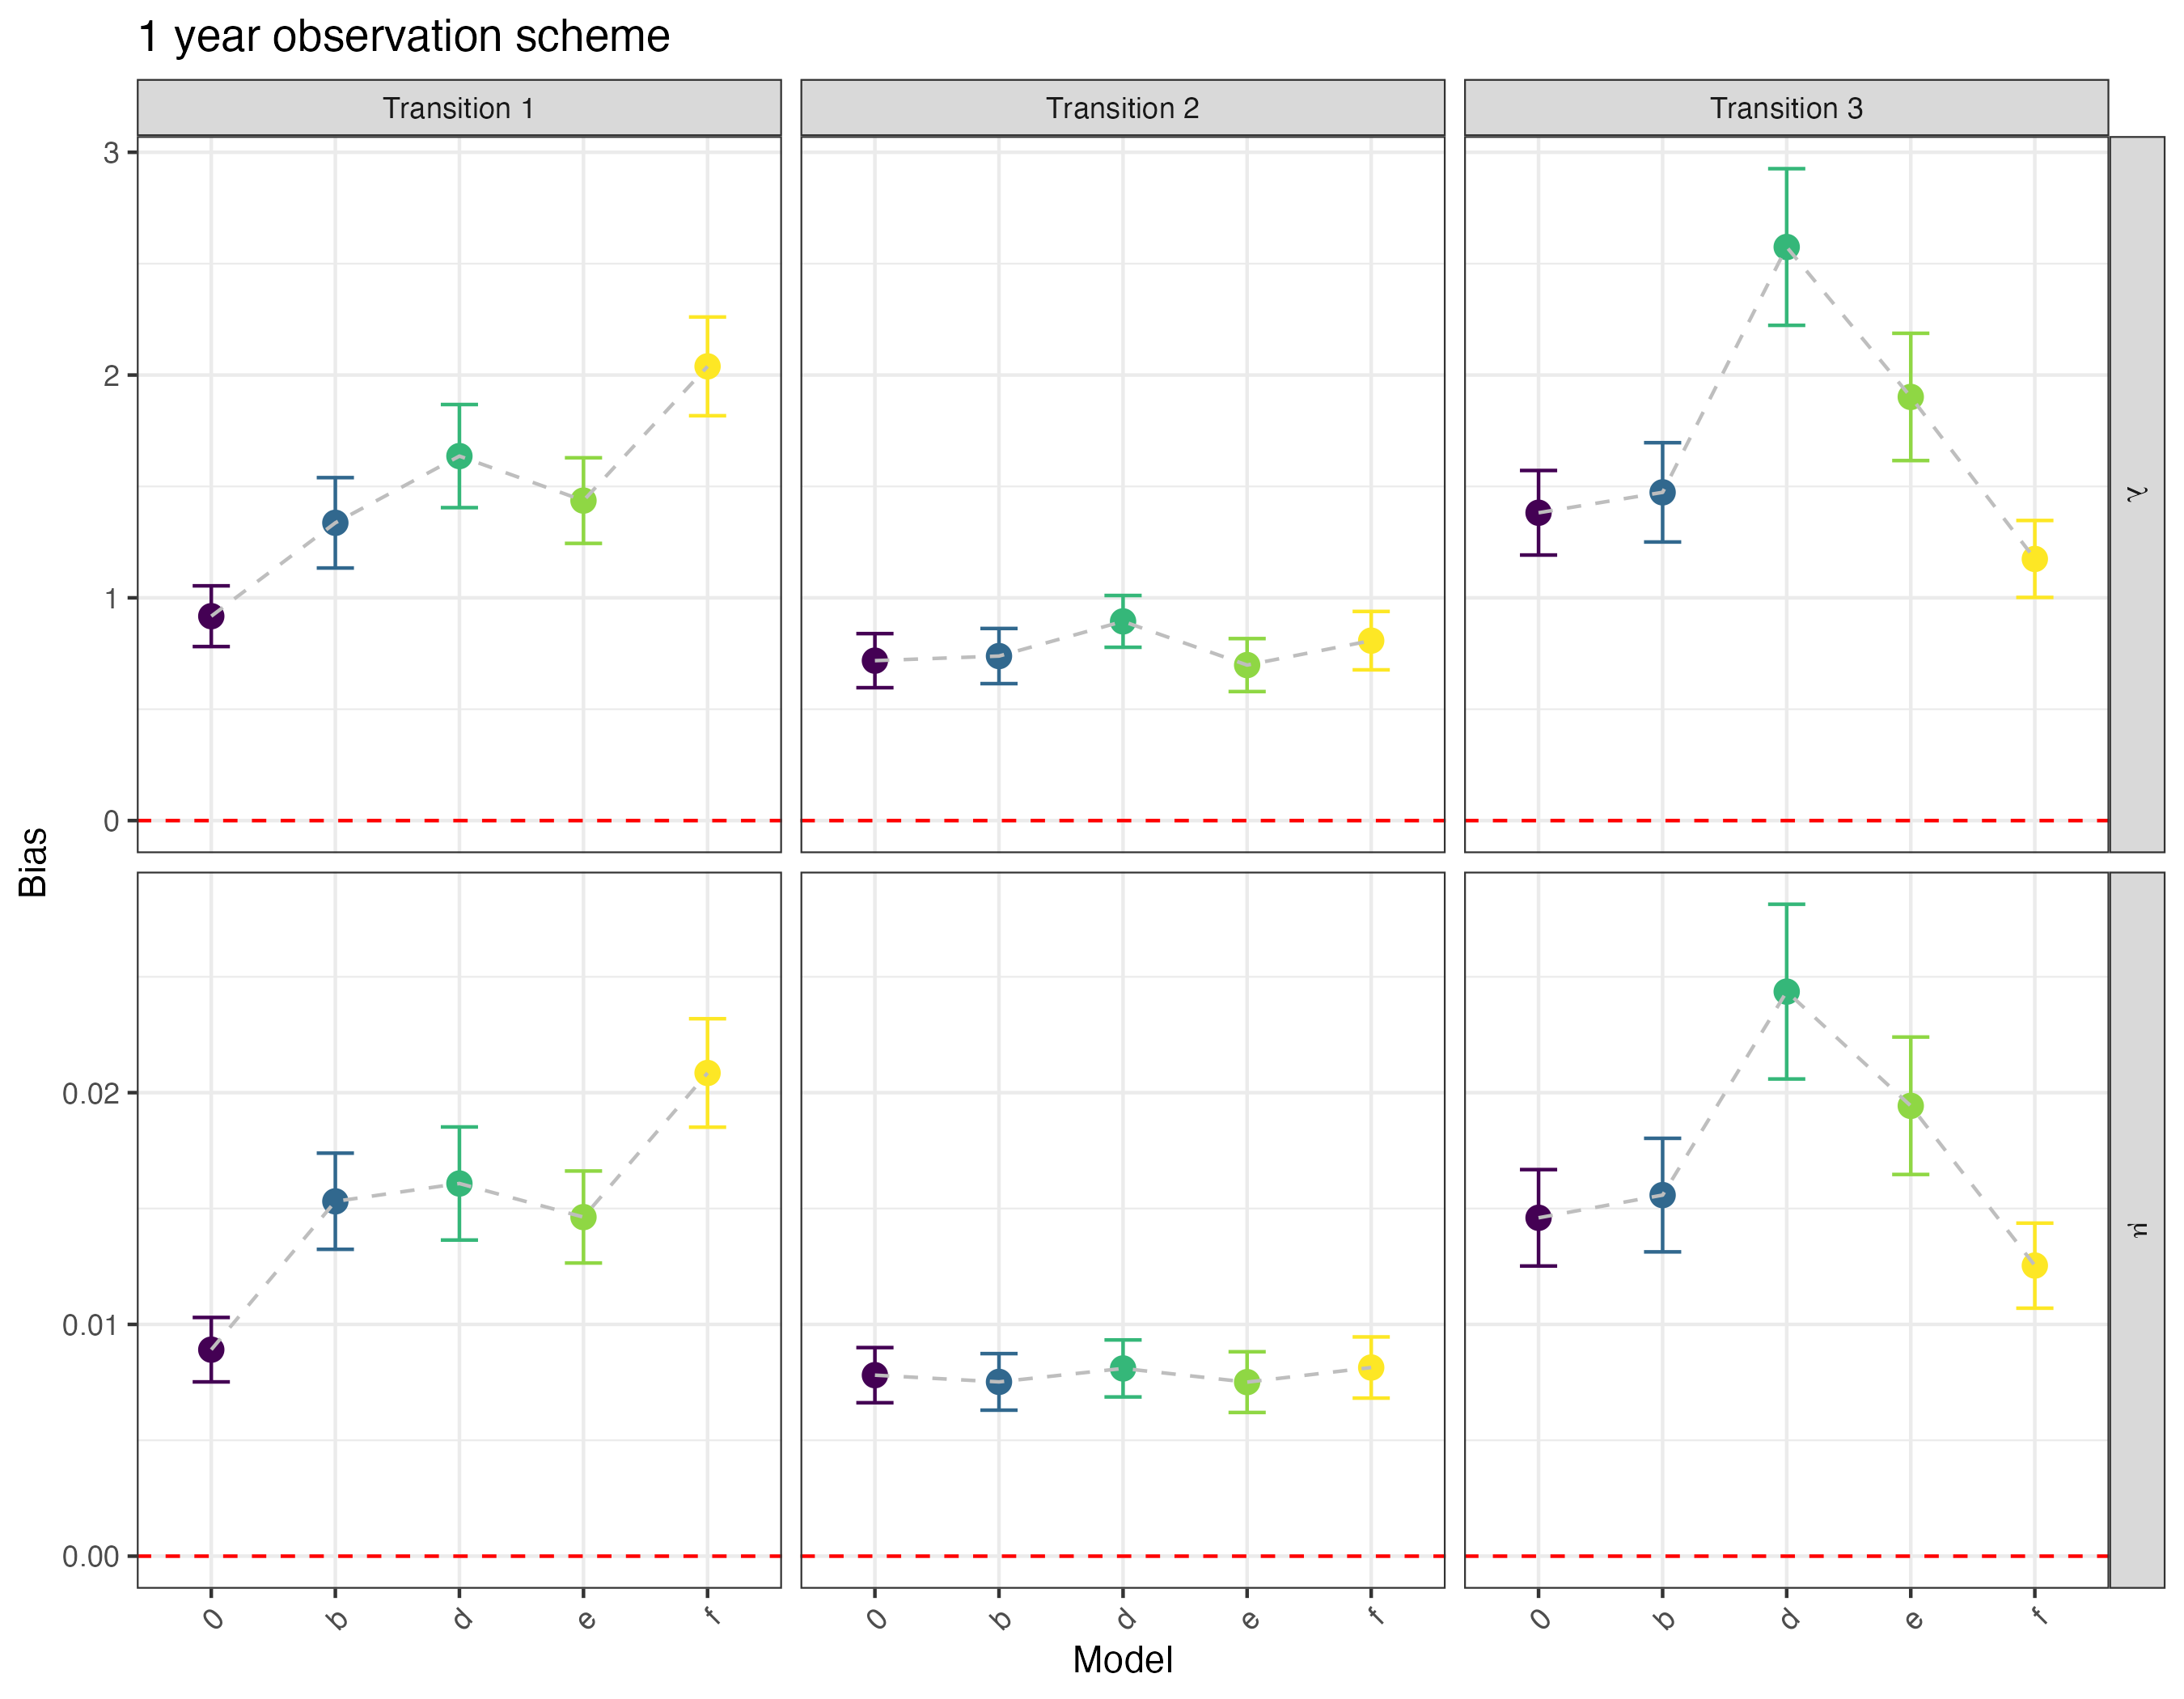 1 year observation scheme
Transition 1
Transition 2
Transition 3
3
2
1
0
0.02
0.01
0.00
Bias
0 b d e f
0 b d e f
0 b d e f
Model